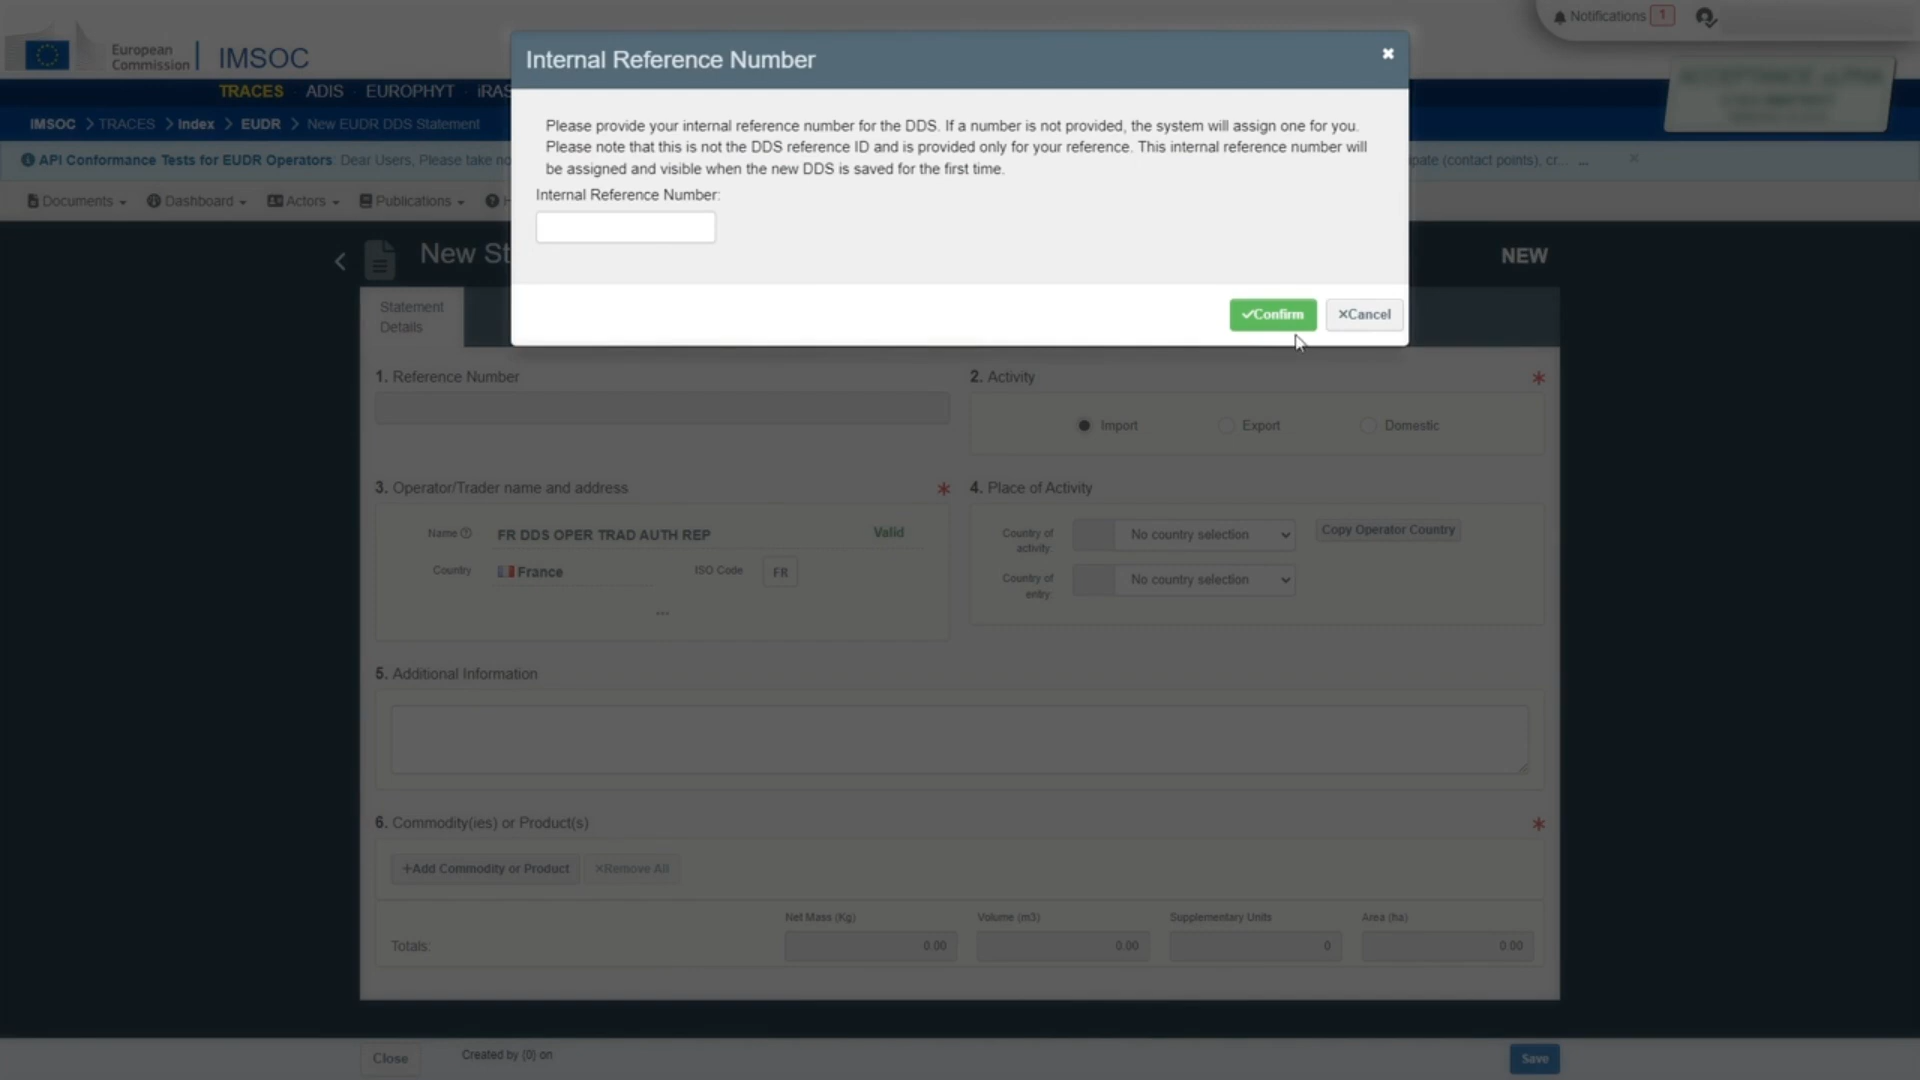 Notifications 1
European
Commission
IMSOC
TRACES ADIS EUROPHYT iRAS
IMSOC > TRACES > Index > EUDR > New EUDR DDS Statement
API Conformance Tests for EUDR Operators Dear Users, Please take no
ipate (contact points), cr... ...
Documents Dashboard Actors Publications H
Internal Reference Number
Please provide your internal reference number for the DDS. If a number is not provided, the system will assign one for you.
Please note that this is not the DDS reference ID and is provided only for your reference. This internal reference number will
be assigned and visible when the new DDS is saved for the first time.
Internal Reference Number:
Confirm Cancel
New St
NEW
Statement
Details
1. Reference Number
2. Activity *
Import Export Domestic
3. Operator/Trader name and address *
Name FR DDS OPER TRAD AUTH REP Valid
Country France ISO Code FR
...
4. Place of Activity
Country of
activity: No country selection Copy Operator Country
Country of
entry: No country selection
5. Additional Information
6. Commodity(ies) or Product(s) *
+Add Commodity or Product ×Remove All
Net Mass (Kg) Volume (m3) Supplementary Units Area (ha)
Totals: 0.00 0.00 0 0.00
Close Created by {0} on Save